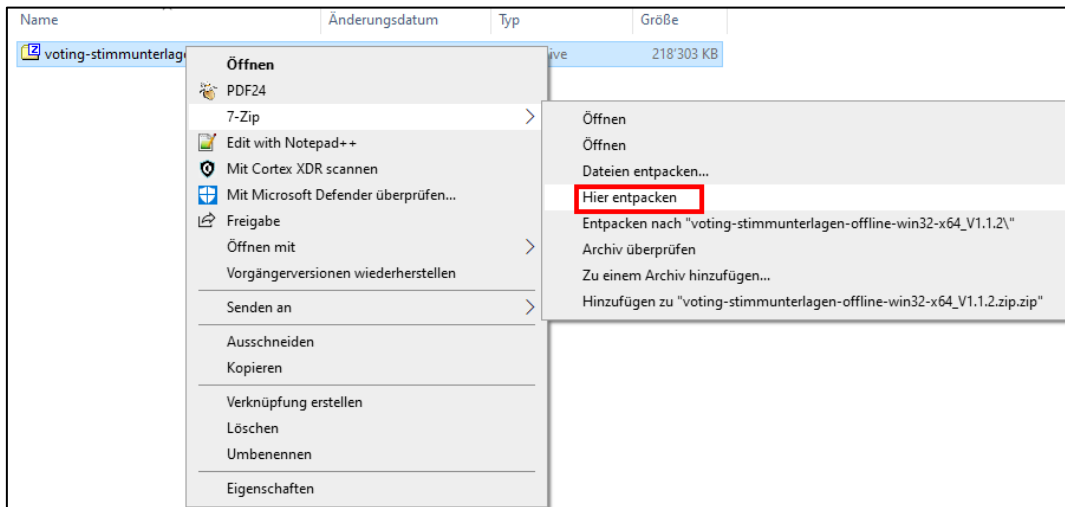 Name Änderungsdatum Typ Größe
voting-stimmunterlage ive 218'303 KB
Öffnen
PDF24
7-Zip
Edit with Notepad++
Mit Cortex XDR scannen
Mit Microsoft Defender überprüfen...
Freigabe
Öffnen mit
Vorgängerversionen wiederherstellen
Senden an
Ausschneiden
Kopieren
Verknüpfung erstellen
Löschen
Umbenennen
Eigenschaften
Öffnen
Öffnen
Dateien entpacken...
Hier entpacken
Entpacken nach "voting-stimmunterlagen-offline-win32-x64_V1.1.2\"
Archiv überprüfen
Zu einem Archiv hinzufügen...
Hinzufügen zu "voting-stimmunterlagen-offline-win32-x64_V1.1.2.zip.zip"